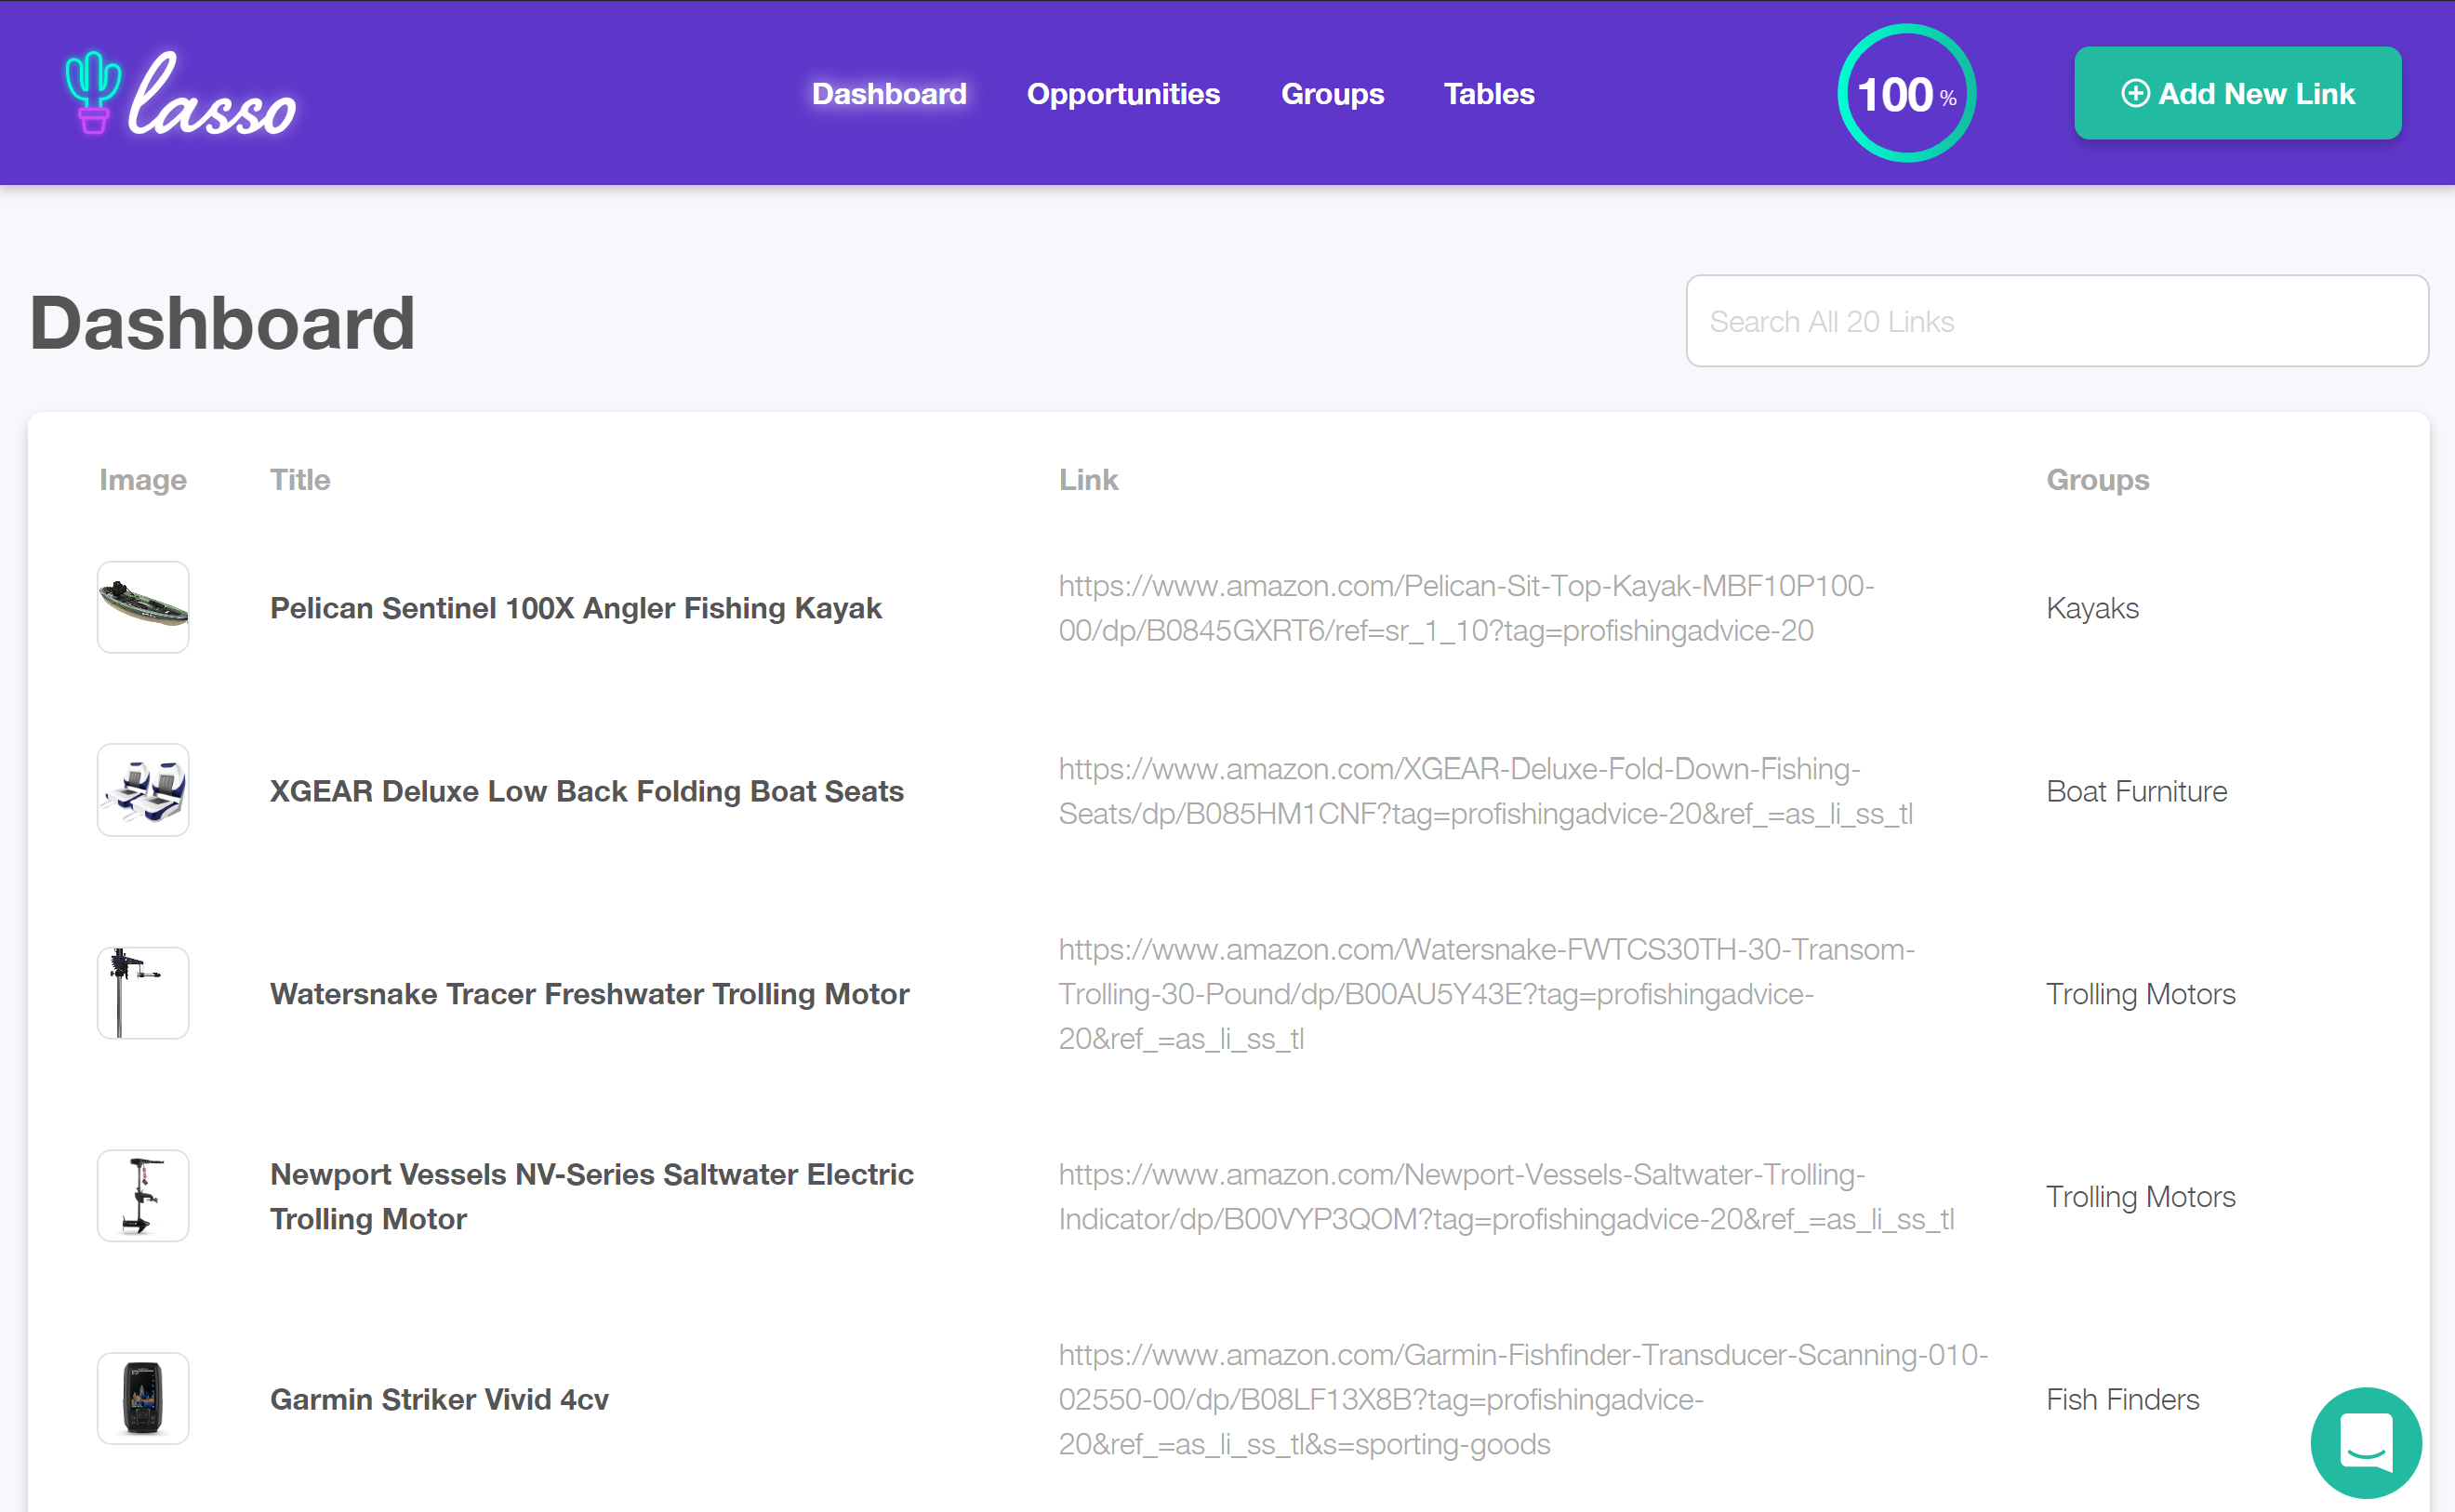 lasso
Dashboard Opportunities Groups Tables
100 %
Add New Link
Dashboard
Search All 20 Links
Image Title Link Groups
Pelican Sentinel 100X Angler Fishing Kayak
https://www.amazon.com/Pelican-Sit-Top-Kayak-MBF10P100-
00/dp/B0845GXRT6/ref=sr_1_10?tag=profishingadvice-20
Kayaks
XGEAR Deluxe Low Back Folding Boat Seats
https://www.amazon.com/XGEAR-Deluxe-Fold-Down-Fishing-
Seats/dp/B085HM1CNF?tag=profishingadvice-20&ref_=as_li_ss_tl
Boat Furniture
Watersnake Tracer Freshwater Trolling Motor
https://www.amazon.com/Watersnake-FWTCS30TH-30-Transom-
Trolling-30-Pound/dp/B00AU5Y43E?tag=profishingadvice-
20&ref_=as_li_ss_tl
Trolling Motors
Newport Vessels NV-Series Saltwater Electric
Trolling Motor
https://www.amazon.com/Newport-Vessels-Saltwater-Trolling-
Indicator/dp/B00VYP3QOM?tag=profishingadvice-20&ref_=as_li_ss_tl
Trolling Motors
Garmin Striker Vivid 4cv
https://www.amazon.com/Garmin-Fishfinder-Transducer-Scanning-010-
02550-00/dp/B08LF13X8B?tag=profishingadvice-
20&ref_=as_li_ss_tl&s=sporting-goods
Fish Finders